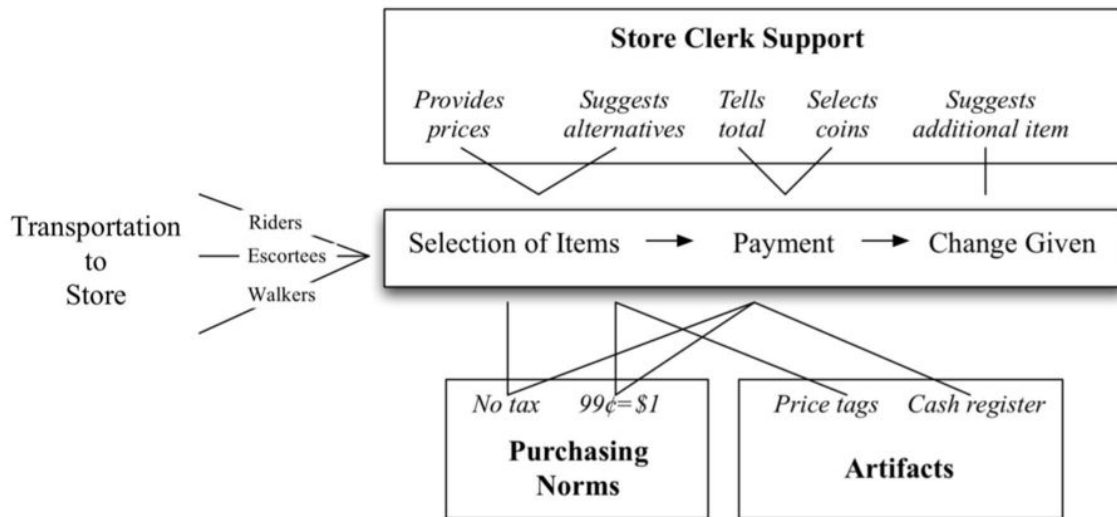 Store Clerk Support
Provides prices
Suggests alternatives
Tells total
Selects coins
Suggests additional item
Transportation
to
Store
Riders
Escortees
Walkers
Selection of Items
Payment
Change Given
No tax
99¢=$1
Purchasing
Norms
Price tags
Cash register
Artifacts